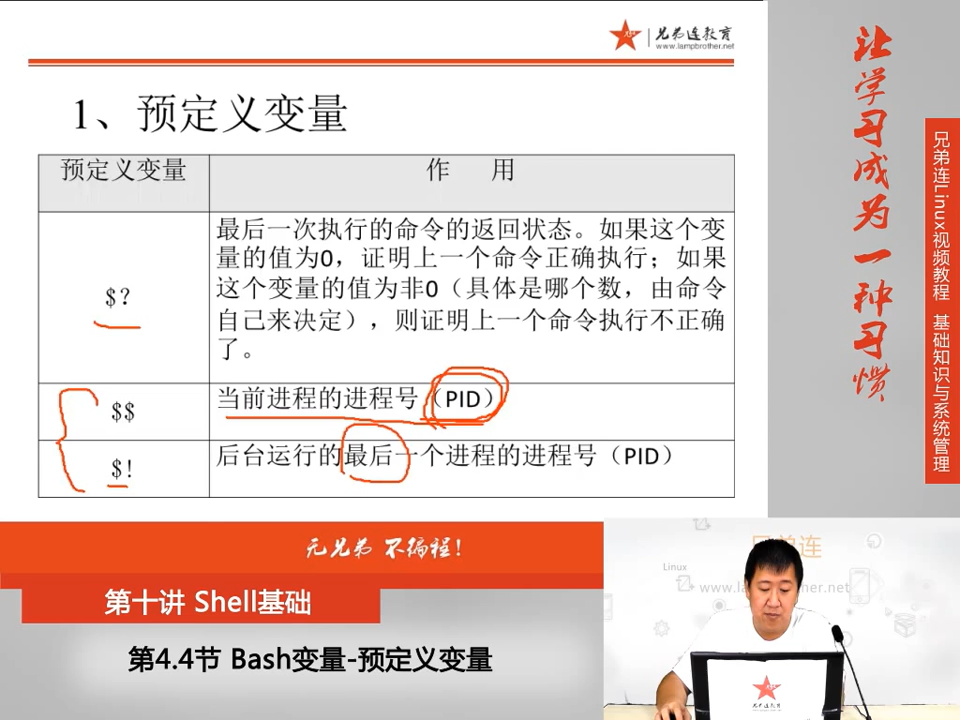 兄弟连教育
www.lampbrother.net
1、预定义变量
预定义变量
作 用
$?
最后一次执行的命令的返回状态。如果这个变
量的值为0，证明上一个命令正确执行；如果
这个变量的值为非0（具体是哪个数，由命令
自己来决定），则证明上一个命令执行不正确
了。
$$
当前进程的进程号（PID）
$!
后台运行的最后一个进程的进程号（PID）
让学习成为一种习惯
兄弟连Linux视频教程 基础知识与系统管理
无兄弟 不编程！
第十讲 Shell基础
第4.4节 Bash变量-预定义变量
兄弟连
Linux
兄弟连教育